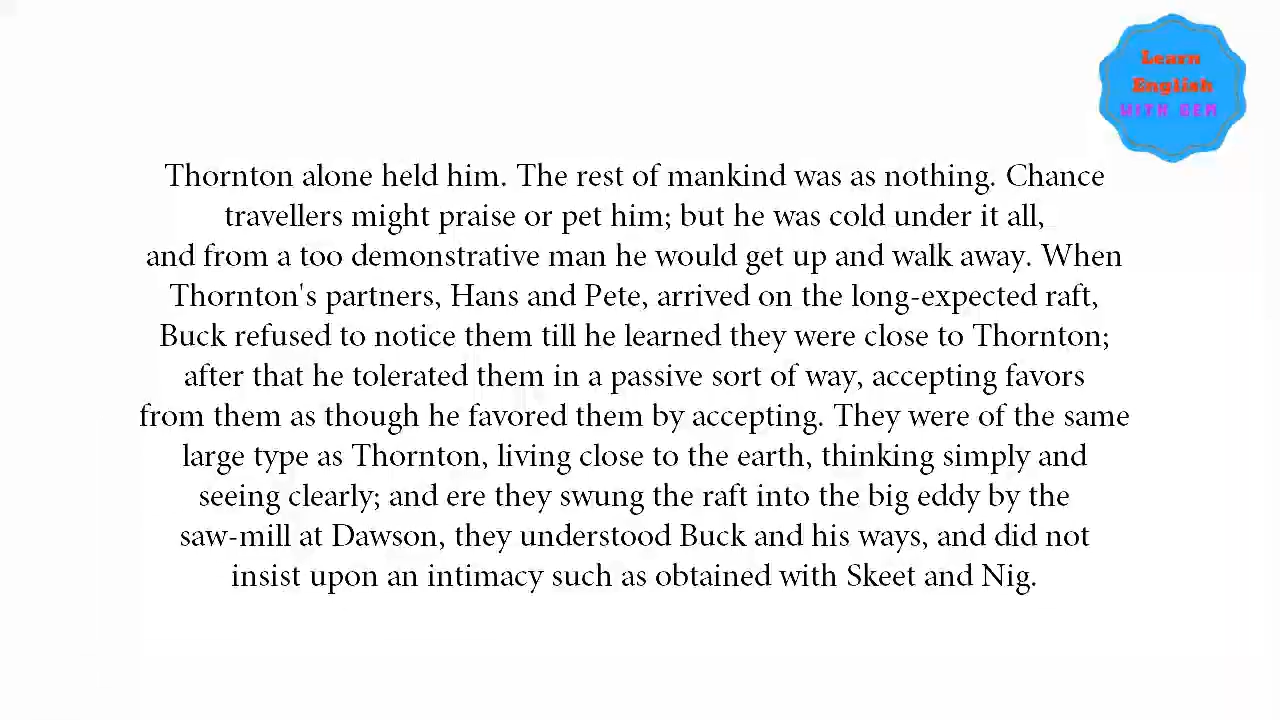 Learn
English
WITH GEM
Thornton alone held him. The rest of mankind was as nothing. Chance
travellers might praise or pet him; but he was cold under it all,
and from a too demonstrative man he would get up and walk away. When
Thornton's partners, Hans and Pete, arrived on the long-expected raft,
Buck refused to notice them till he learned they were close to Thornton;
after that he tolerated them in a passive sort of way, accepting favors
from them as though he favored them by accepting. They were of the same
large type as Thornton, living close to the earth, thinking simply and
seeing clearly; and ere they swung the raft into the big eddy by the
saw-mill at Dawson, they understood Buck and his ways, and did not
insist upon an intimacy such as obtained with Skeet and Nig.